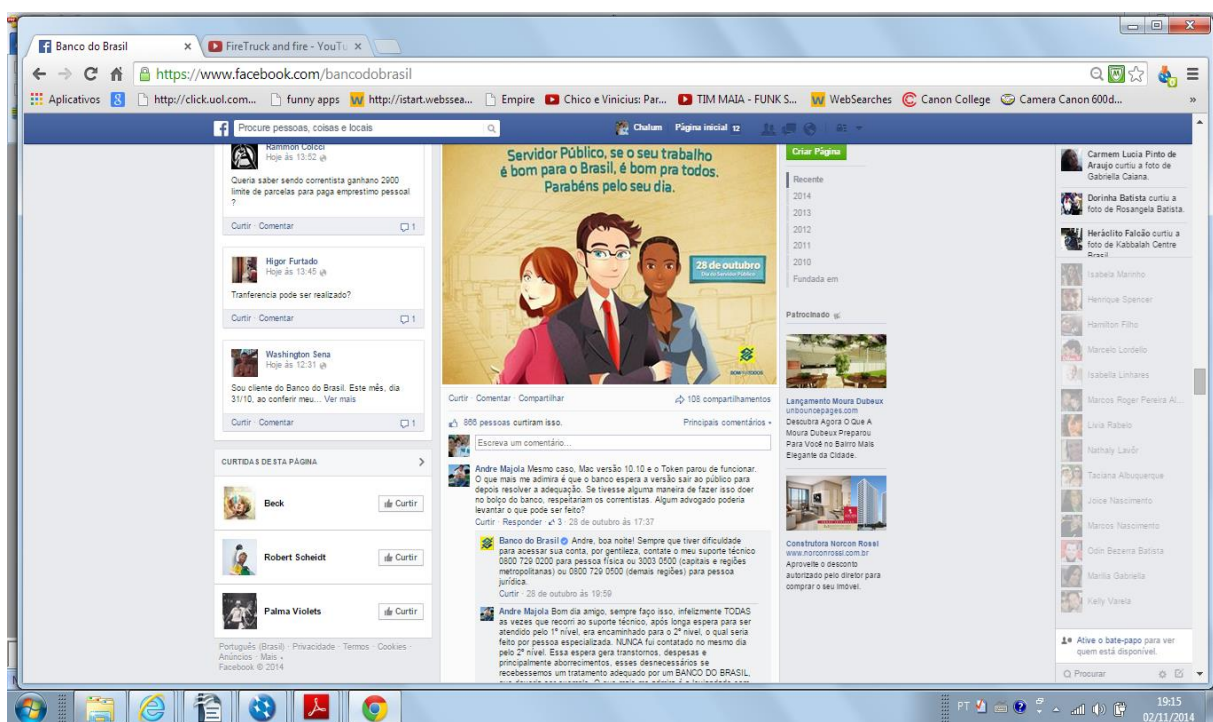 Banco do Brasil
FireTruck and fire - YouTu
https://www.facebook.com/bancodobrasil
Aplicativos
http://click.uol.com...
funny apps
http://istart.webssea...
Empire
Chico e Vinicius: Par...
TIM MAIA - FUNK S...
WebSearches
Canon College
Camera Canon 600d...
»
Procure pessoas, coisas e locais
Chalum
Página inicial 12
Rammon Colcci
Hoje às 13:52
Queria saber sendo correntista ganhano 2900
limite de parcelas para paga emprestimo pessoal
?
Curtir · Comentar
1
Higor Furtado
Hoje às 13:45
Tranferencia pode ser realizado?
Curtir · Comentar
1
Washington Sena
Hoje às 12:31
Sou cliente do Banco do Brasil. Este mês, dia
31/10, ao conferir meu... Ver mais
Curtir · Comentar
1
CURTIDAS DESTA PÁGINA
Beck
Curtir
Robert Scheidt
Curtir
Palma Violets
Curtir
Português (Brasil) · Privacidade · Termos · Cookies ·
Anúncios · Mais
Facebook © 2014
Servidor Público, se o seu trabalho
é bom para o Brasil, é bom pra todos.
Parabéns pelo seu dia.
28 de outubro
Dia do Servidor Público
BOM PRA TODOS
Curtir · Comentar · Compartilhar
108 compartilhamentos
866 pessoas curtiram isso.
Principais comentários
Escreva um comentário...
Andre Majola Mesmo caso, Mac versão 10.10 e o Token parou de funcionar.
O que mais me admira é que o banco espera a versão sair ao público para
depois resolver a adequação. Se tivesse alguma maneira de fazer isso doer
no bolço do banco, respeitariam os correntistas. Algum advogado poderia
levantar o que pode ser feito?
Curtir · Responder · 3 · 28 de outubro às 17:37
Banco do Brasil Andre, boa noite! Sempre que tiver dificuldade
para acessar sua conta, por gentileza, contate o meu suporte técnico
0800 729 0200 para pessoa física ou 3003 0500 (capitais e regiões
metropolitanas) ou 0800 729 0500 (demais regiões) para pessoa
jurídica.
Curtir · 28 de outubro às 19:59
Andre Majola Bom dia amigo, sempre faço isso, infelizmente TODAS
as vezes que recorri ao suporte técnico, após longa espera para ser
atendido pelo 1º nível, era encaminhado para o 2º nível, o qual seria
feito por pessoa especializada. NUNCA fui contatado no mesmo dia
pelo 2º nível. Essa espera gera transtornos, despesas e
principalmente aborrecimentos, esses desnecessários se
recebessemos um tratamento adequado por um BANCO DO BRASIL,
Criar Página
Recente
2014
2013
2012
2011
2010
Fundada em
Patrocinado
Lançamento Moura Dubeux
unbouncepages.com
Descubra Agora O Que A
Moura Dubeux Preparou
Para Você no Bairro Mais
Elegante da Cidade.
Construtora Norcon Rossi
www.norconrossi.com.br
Aproveite o desconto
autorizado pelo diretor para
comprar o seu imóvel.
Carmem Lucia Pinto de
Araujo curtiu a foto de
Gabriella Caiana.
Dorinha Batista curtiu a
foto de Rosangela Batista.
Heráclito Falcão curtiu a
foto de Kabbalah Centre
Brasil
Isabela Marinho
Henrique Spencer
Hamilton Filho
Marcelo Lordello
Isabella Linhares
Marcos Roger Pereira Al...
Livia Rabelo
Nathaly Lavôr
Taciana Albuquerque
Joice Nascimento
Marcos Nascimento
Odin Bezerra Batista
Marilia Gabriela
Kelly Varela
Ative o bate-papo para ver
quem está disponível.
Procurar
PT
19:15
02/11/2014